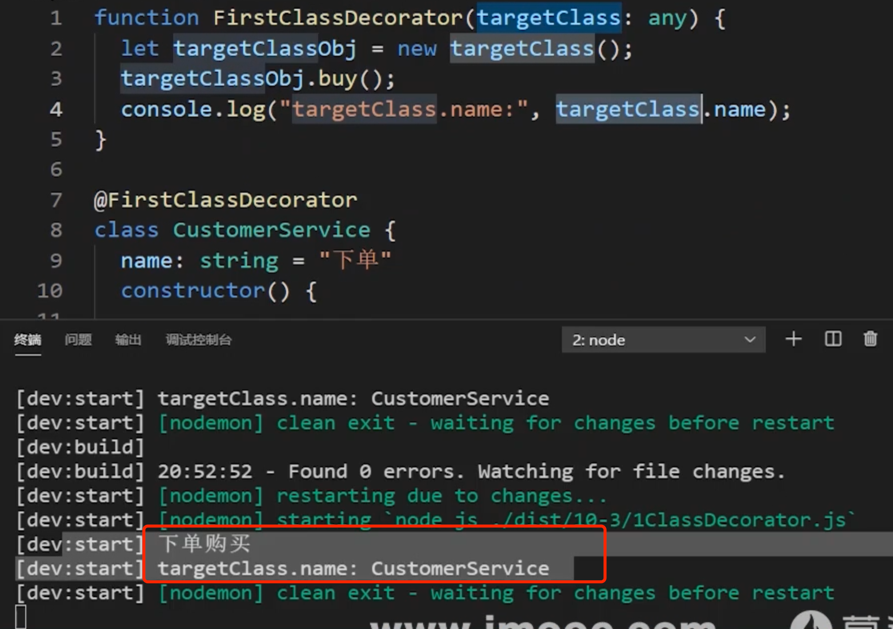 1 function FirstClassDecorator(targetClass: any) {
2 let targetClassObj = new targetClass();
3 targetClassObj.buy();
4 console.log("targetClass.name:", targetClass.name);
5 }
6
7 @FirstClassDecorator
8 class CustomerService {
9 name: string = "下单"
10 constructor() {
终端 问题 输出 调试控制台 2: node
[dev:start] targetClass.name: CustomerService
[dev:start] [nodemon] clean exit - waiting for changes before restart
[dev:build]
[dev:build] 20:52:52 - Found 0 errors. Watching for file changes.
[dev:start] [nodemon] restarting due to changes...
[dev:start] [nodemon] starting `node js ./dist/10-3/1ClassDecorator.js`
[dev:start] 下单购买
[dev:start] targetClass.name: CustomerService
[dev:start] [nodemon] clean exit - waiting for changes before restart